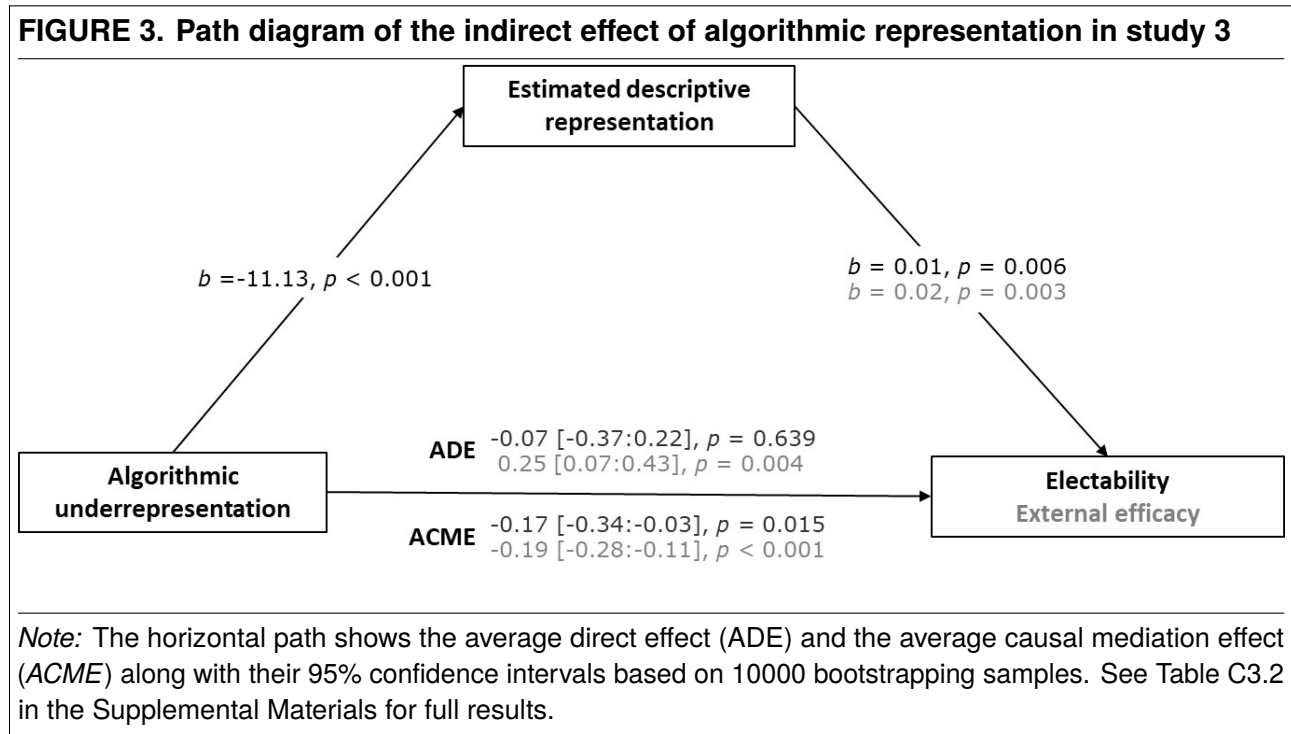 FIGURE 3. Path diagram of the indirect effect of algorithmic representation in study 3
Estimated descriptive
representation
b =-11.13, p < 0.001
b = 0.01, p = 0.006
b = 0.02, p = 0.003
ADE -0.07 [-0.37:0.22], p = 0.639
0.25 [0.07:0.43], p = 0.004
Algorithmic
underrepresentation
Electability
External efficacy
ACME -0.17 [-0.34:-0.03], p = 0.015
-0.19 [-0.28:-0.11], p < 0.001
Note: The horizontal path shows the average direct effect (ADE) and the average causal mediation effect
(ACME) along with their 95% confidence intervals based on 10000 bootstrapping samples. See Table C3.2
in the Supplemental Materials for full results.